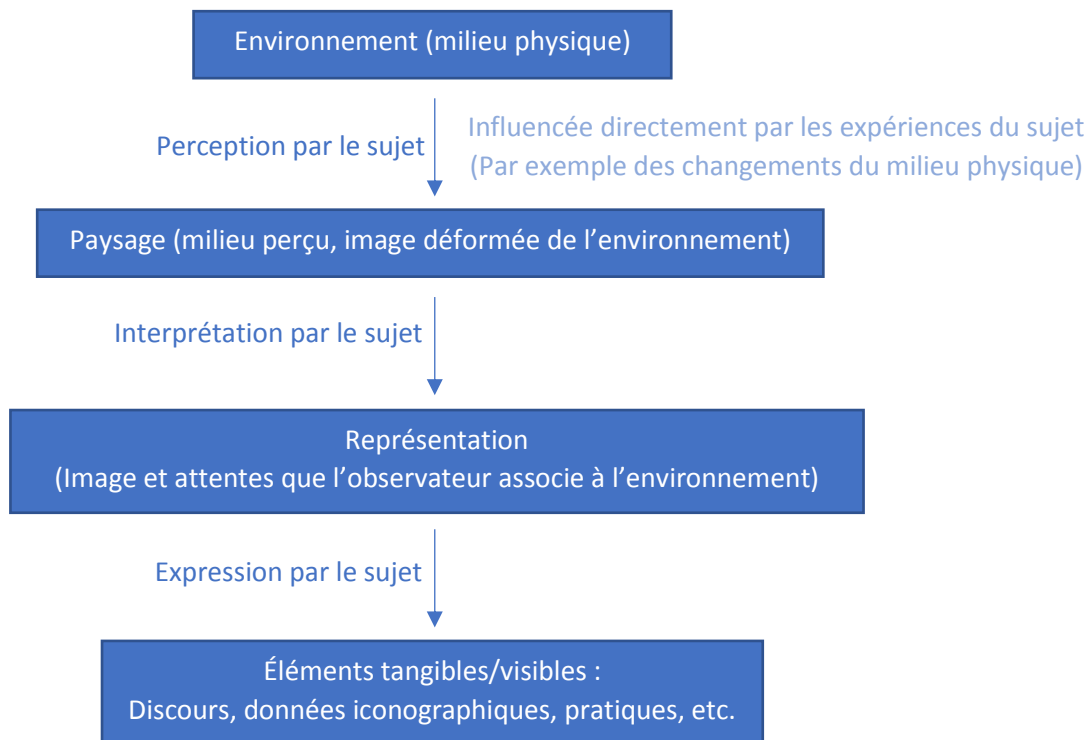 Environnement (milieu physique)
Perception par le sujet
Influencée directement par les expériences du sujet
(Par exemple des changements du milieu physique)
Paysage (milieu perçu, image déformée de l’environnement)
Interprétation par le sujet
Représentation
(Image et attentes que l’observateur associe à l’environnement)
Expression par le sujet
Éléments tangibles/visibles :
Discours, données iconographiques, pratiques, etc.